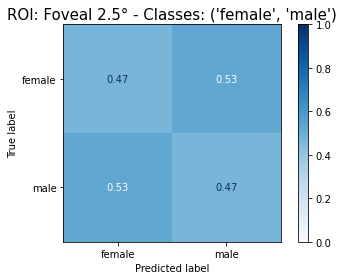 ROI: Foveal 2.5° - Classes: ('female', 'male')
1.0
0.8
0.6
0.4
0.2
0.0
True label
female
0.47
0.53
male
0.53
0.47
female
male
Predicted label